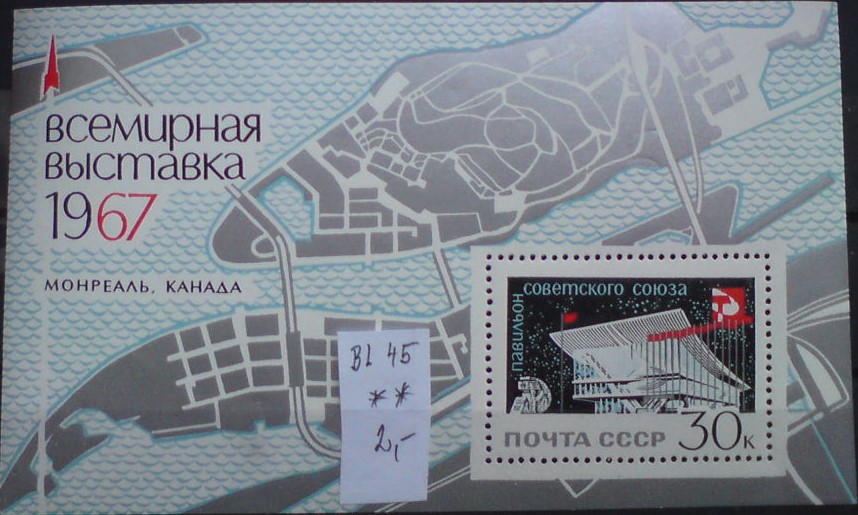 всемирная
выставка
1967
МОНРЕАЛЬ, КАНАДА
павильон
советского союза
ПОЧТА СССР 30к
BL 45
**
2,-